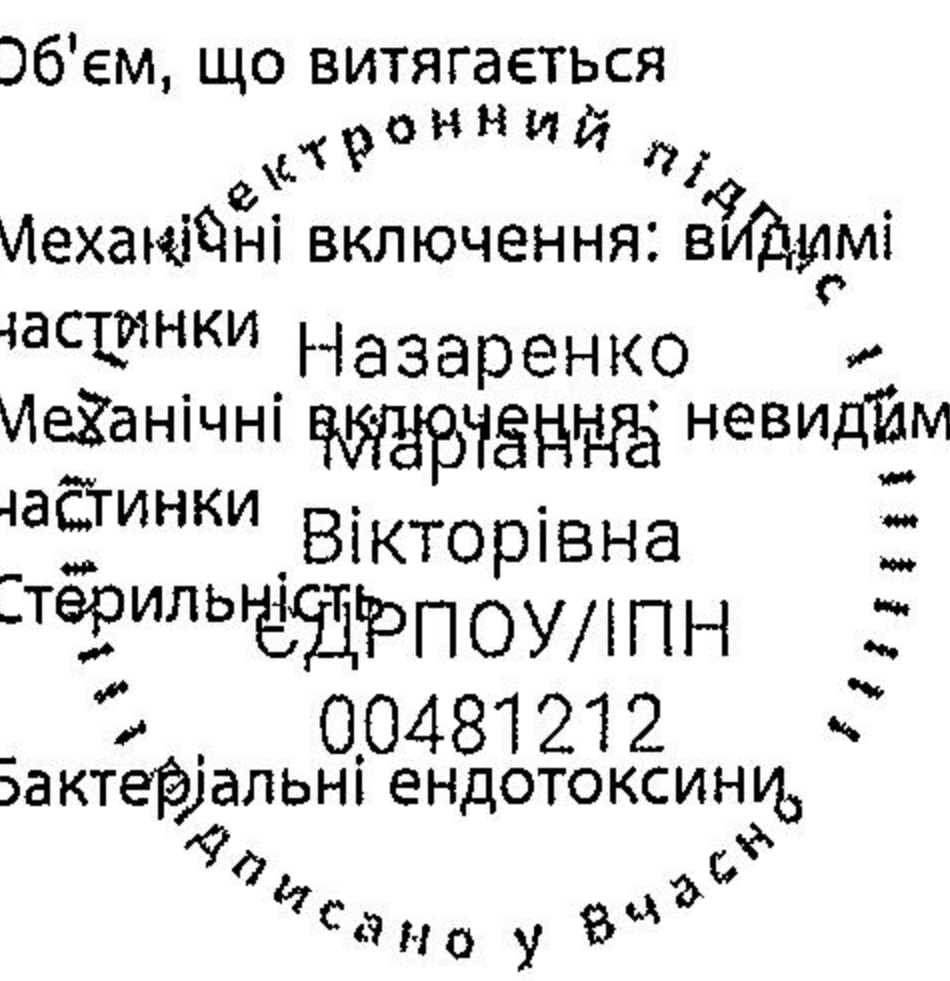 Об'єм, що витягається
Електронний підпис
Механічні включення: видимі
частинки
Назаренко
Механічні включення: невидим
Маріанна
частинки
Вікторівна
Стерильність
ЄДРПОУ/ІПН
00481212
Бактеріальні ендотоксини
Підписано у Вчасно